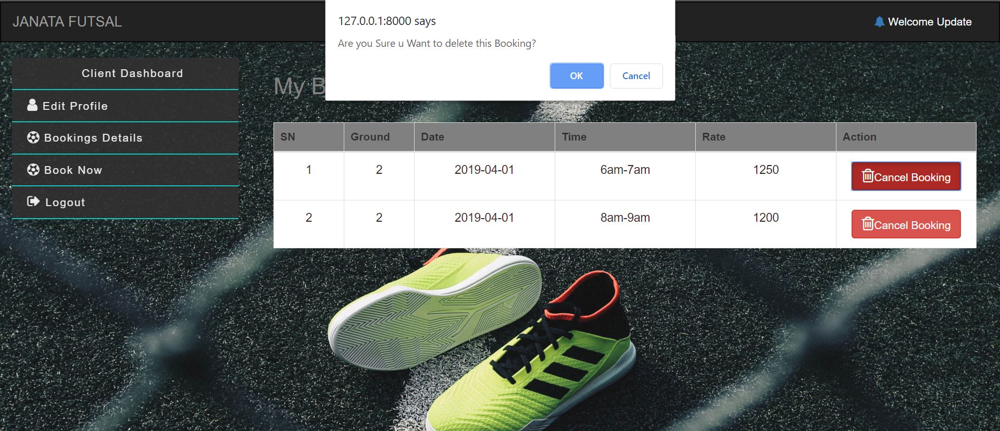 JANATA FUTSAL
127.0.0.1:8000 says
Welcome Update
Are you Sure u Want to delete this Booking?
OK Cancel
Client Dashboard
Edit Profile
Bookings Details
Book Now
Logout
My B
SN Ground Date Time Rate Action
1 2 2019-04-01 6am-7am 1250 Cancel Booking
2 2 2019-04-01 8am-9am 1200 Cancel Booking